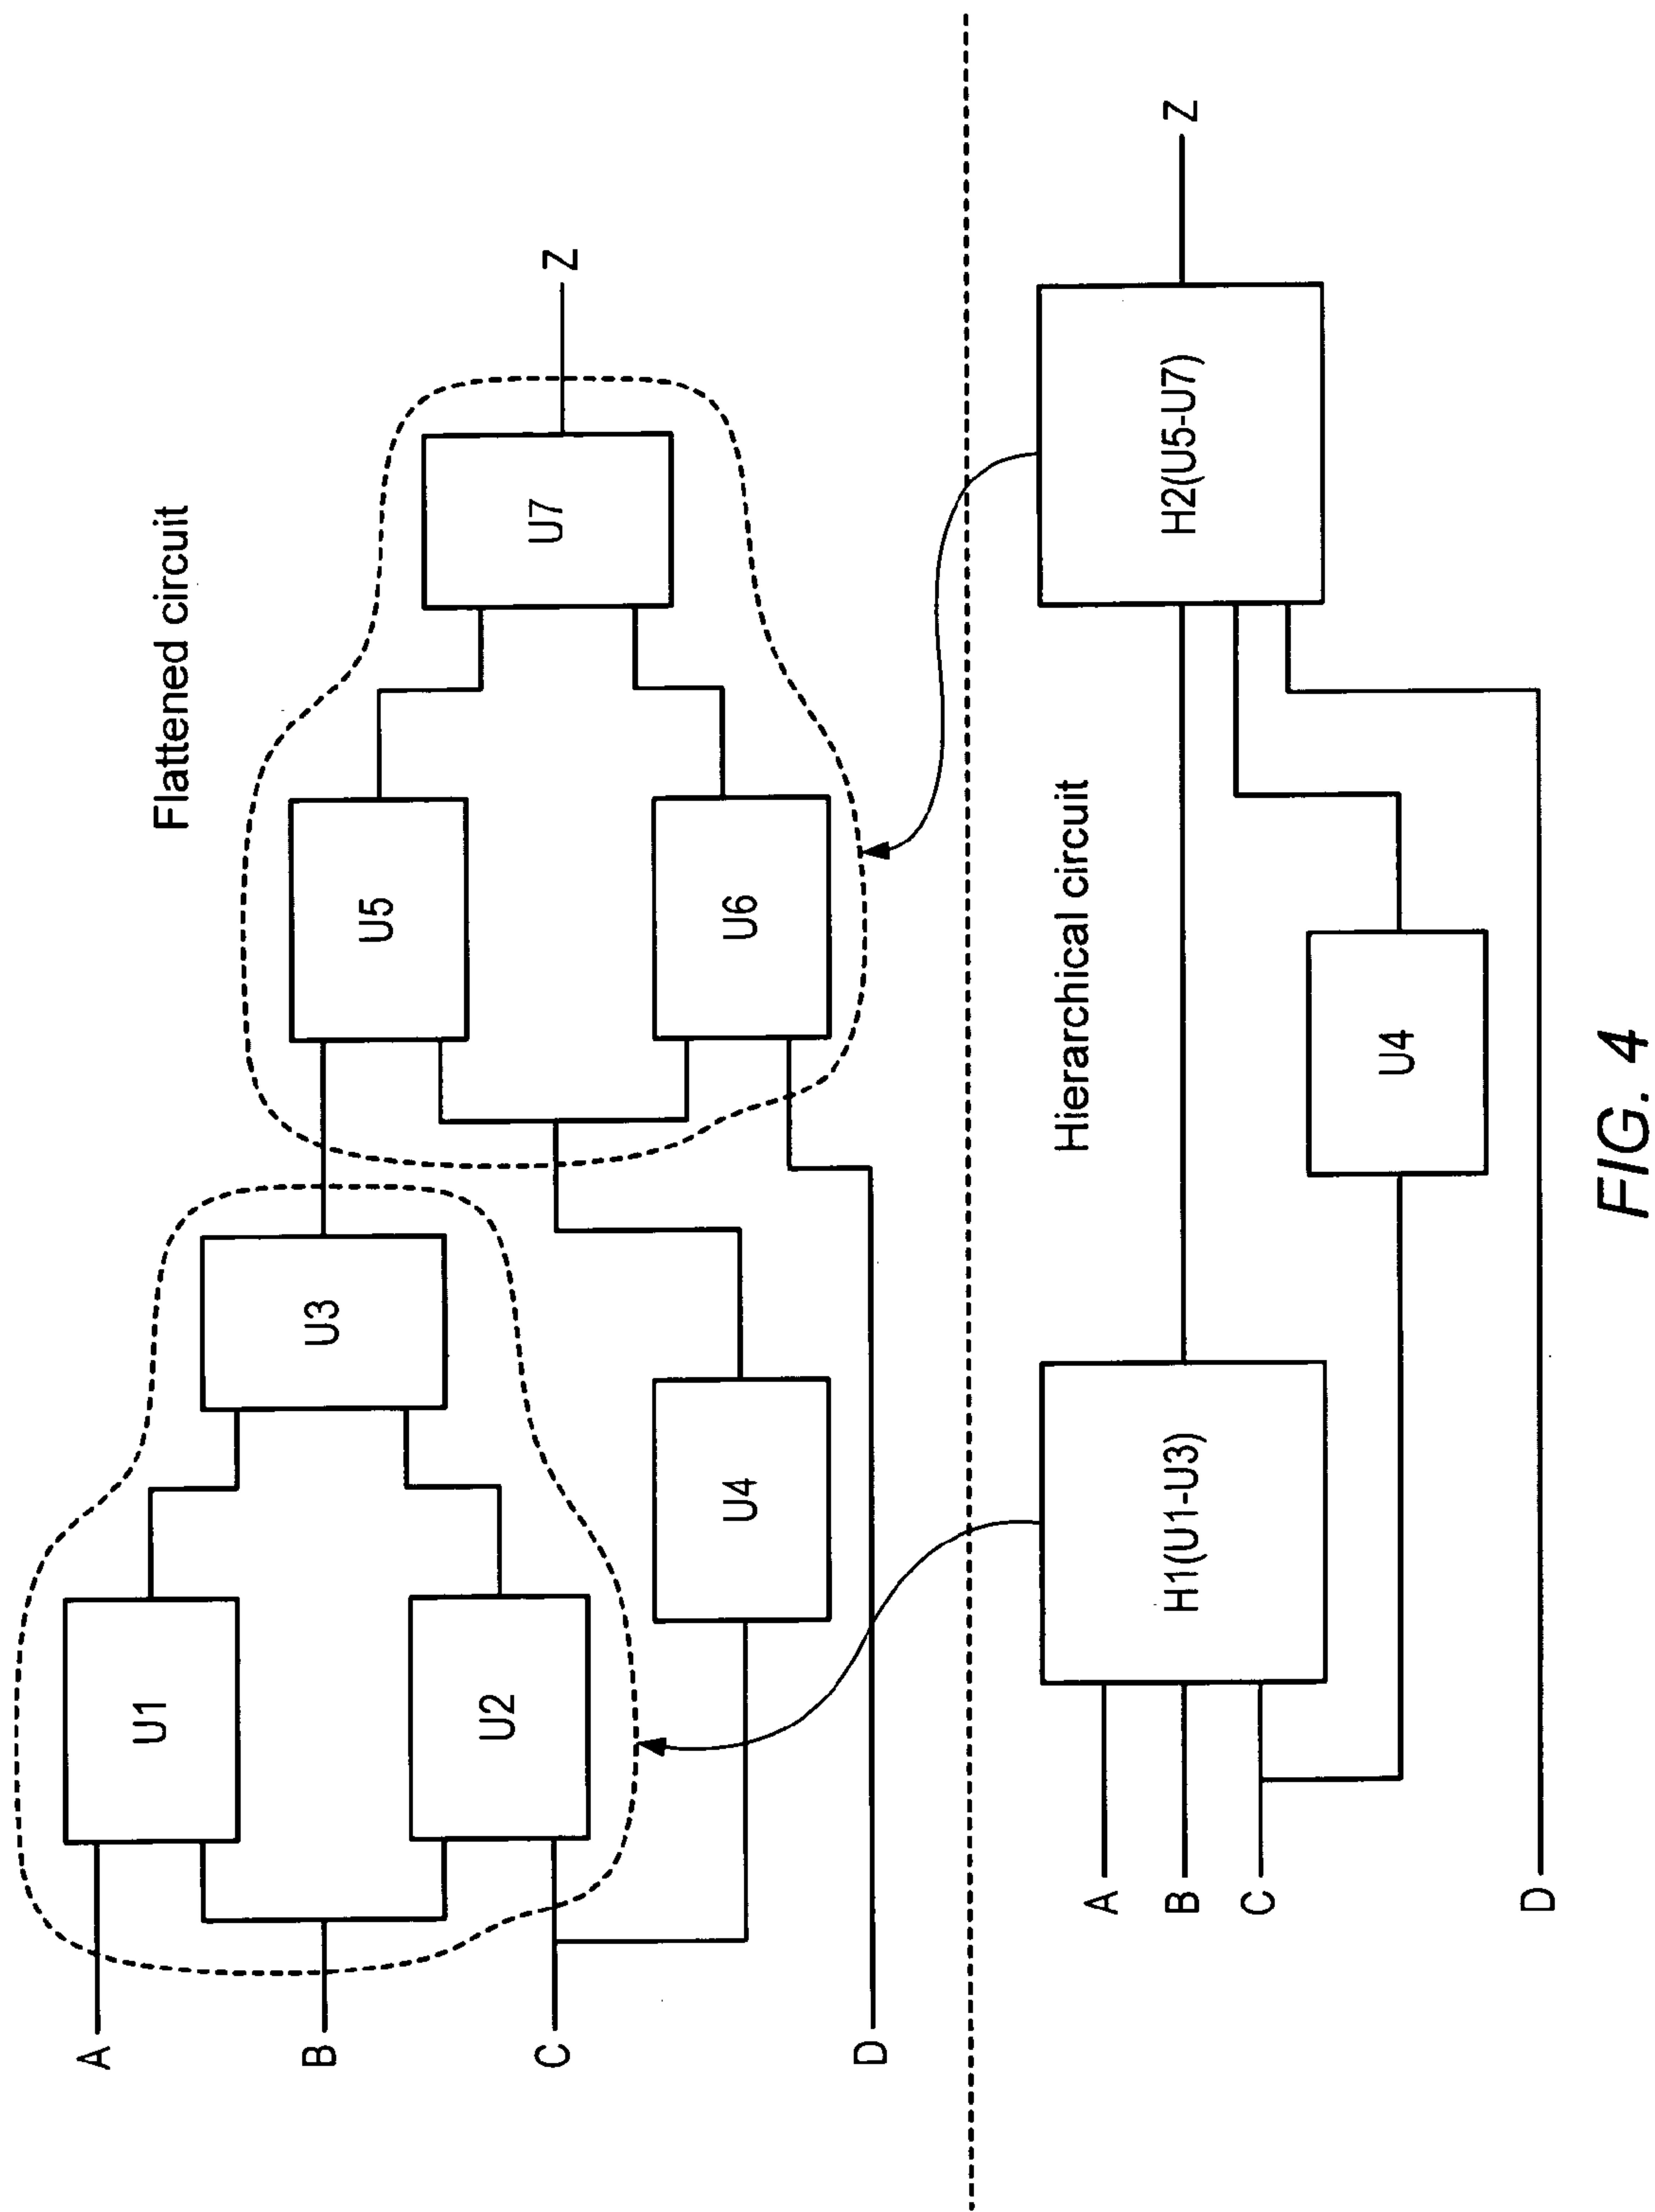 Flattened circuit
A
B
C
D
U1
U2
U3
U4
U5
U6
U7
Z
Hierarchical circuit
A
B
C
D
H1(U1-U3)
U4
H2(U5-U7)
Z
FIG. 4